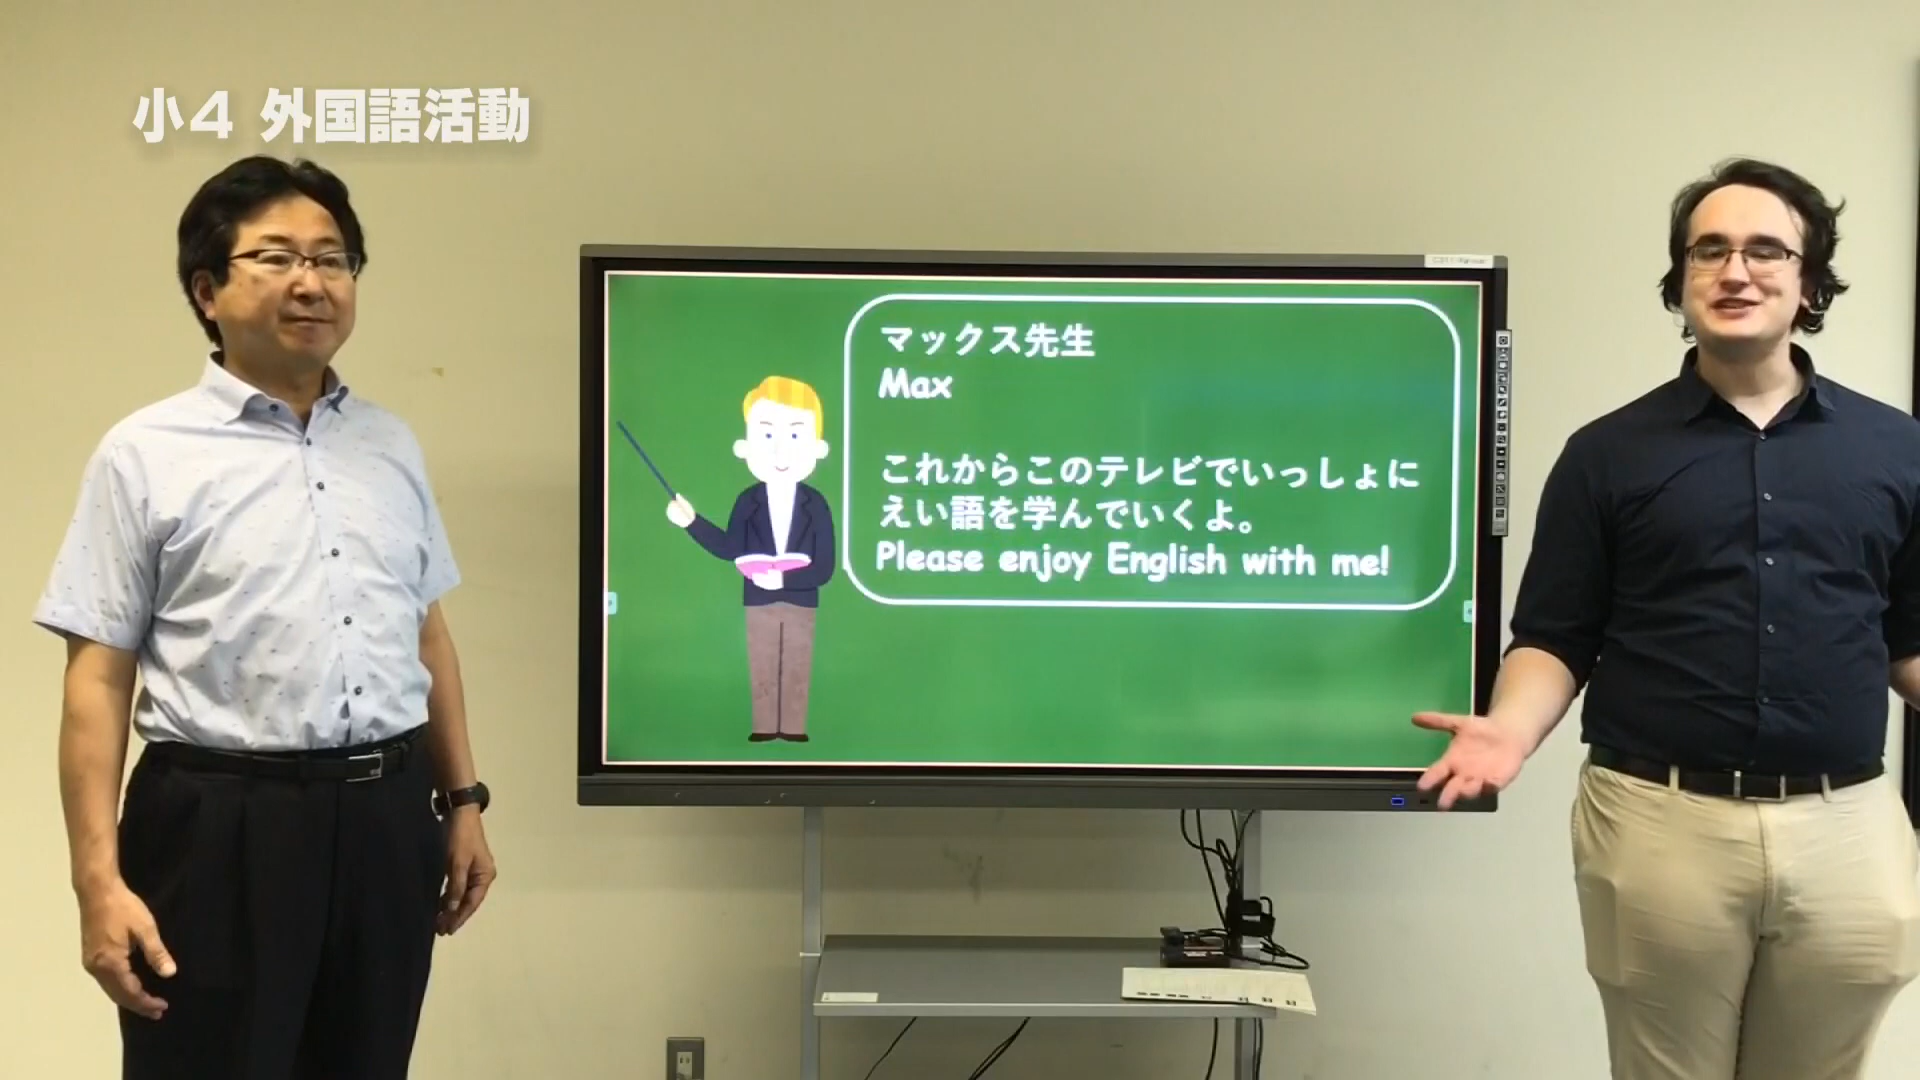 小4 外国語活動
マックス先生
Max
これからこのテレビでいっしょに
えい語を学んでいくよ。
Please enjoy English with me!